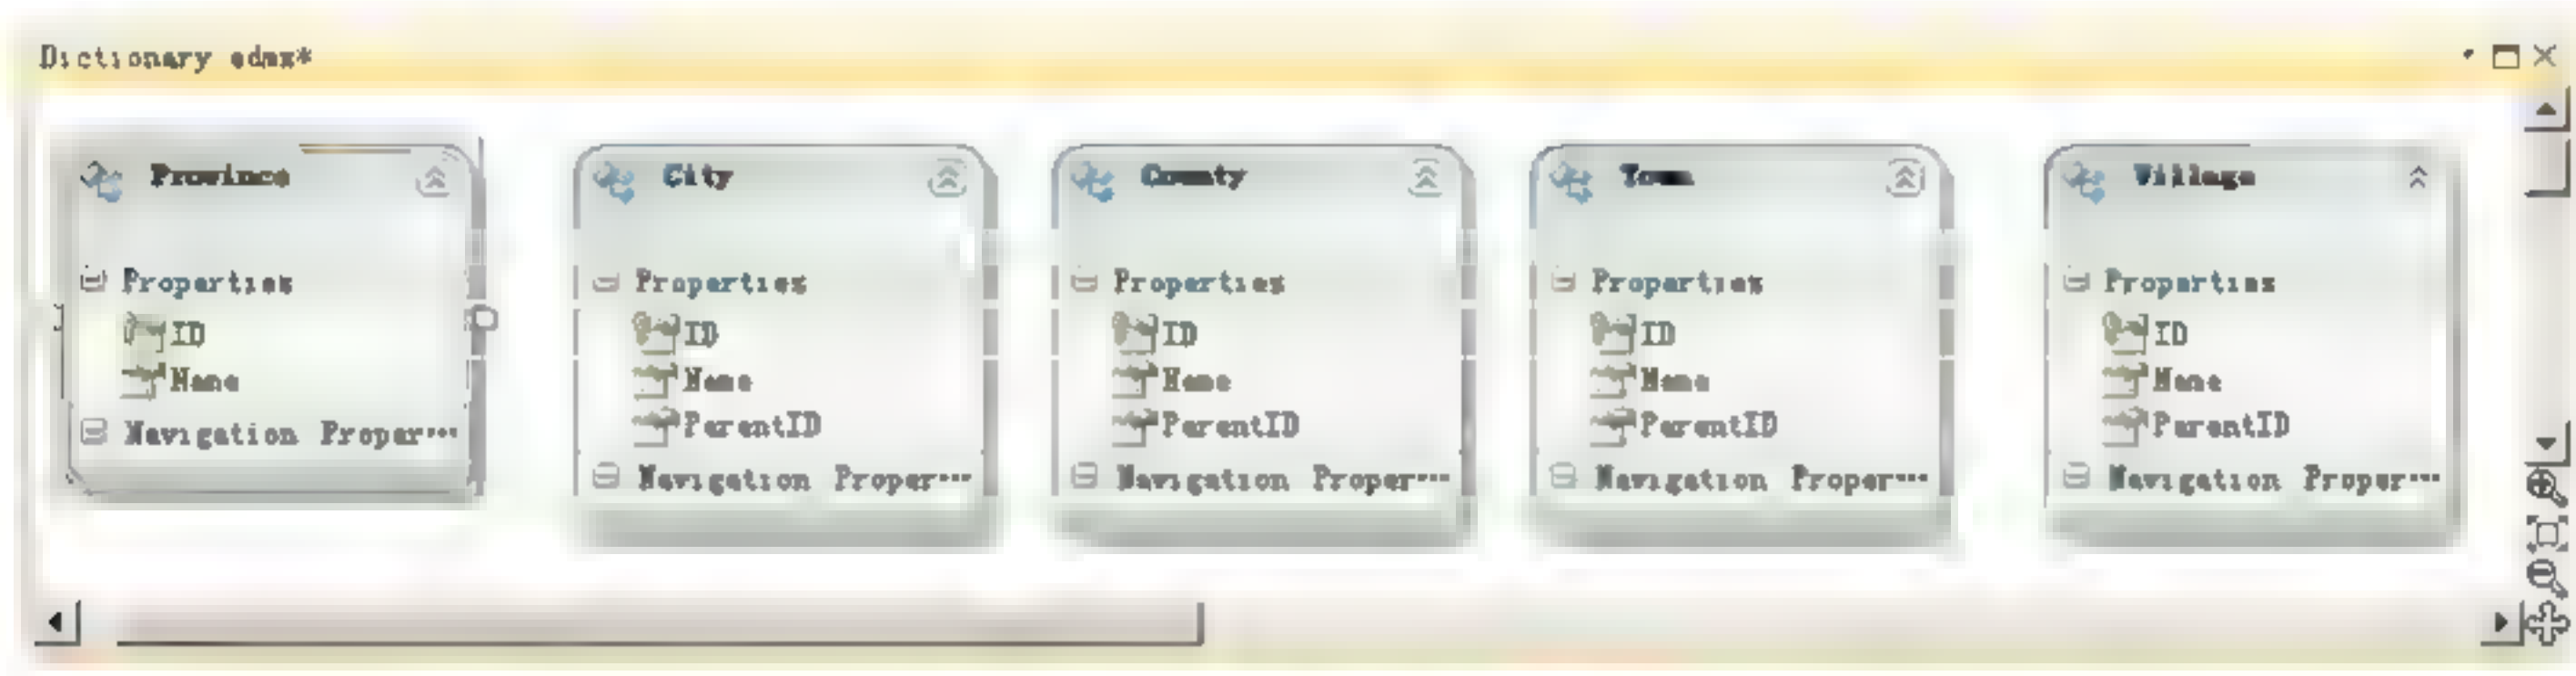 Dictionary edmx*
Province
Properties
ID
Name
Navigation Proper...
City
Properties
ID
Name
ParentID
Navigation Proper...
County
Properties
ID
Name
ParentID
Navigation Proper...
Town
Properties
ID
Name
ParentID
Navigation Proper...
Village
Properties
ID
Name
ParentID
Navigation Proper...